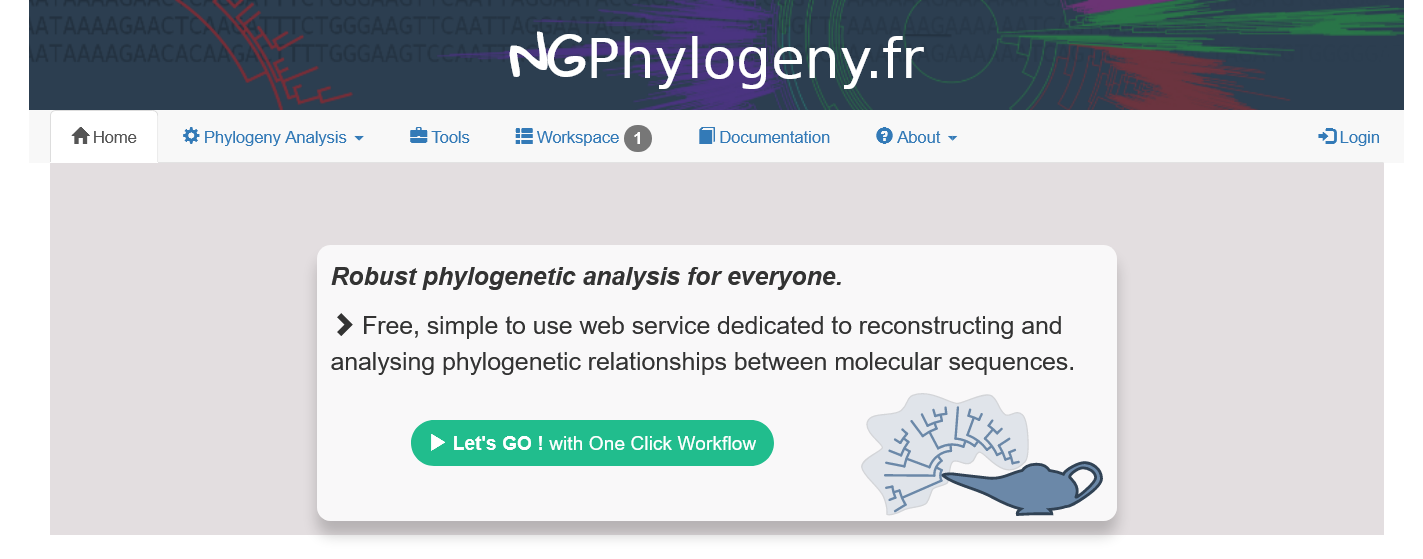 NGPhylogeny.fr
Home Phylogeny Analysis Tools Workspace 1 Documentation About Login
Robust phylogenetic analysis for everyone.
Free, simple to use web service dedicated to reconstructing and
analysing phylogenetic relationships between molecular sequences.
Let's GO ! with One Click Workflow